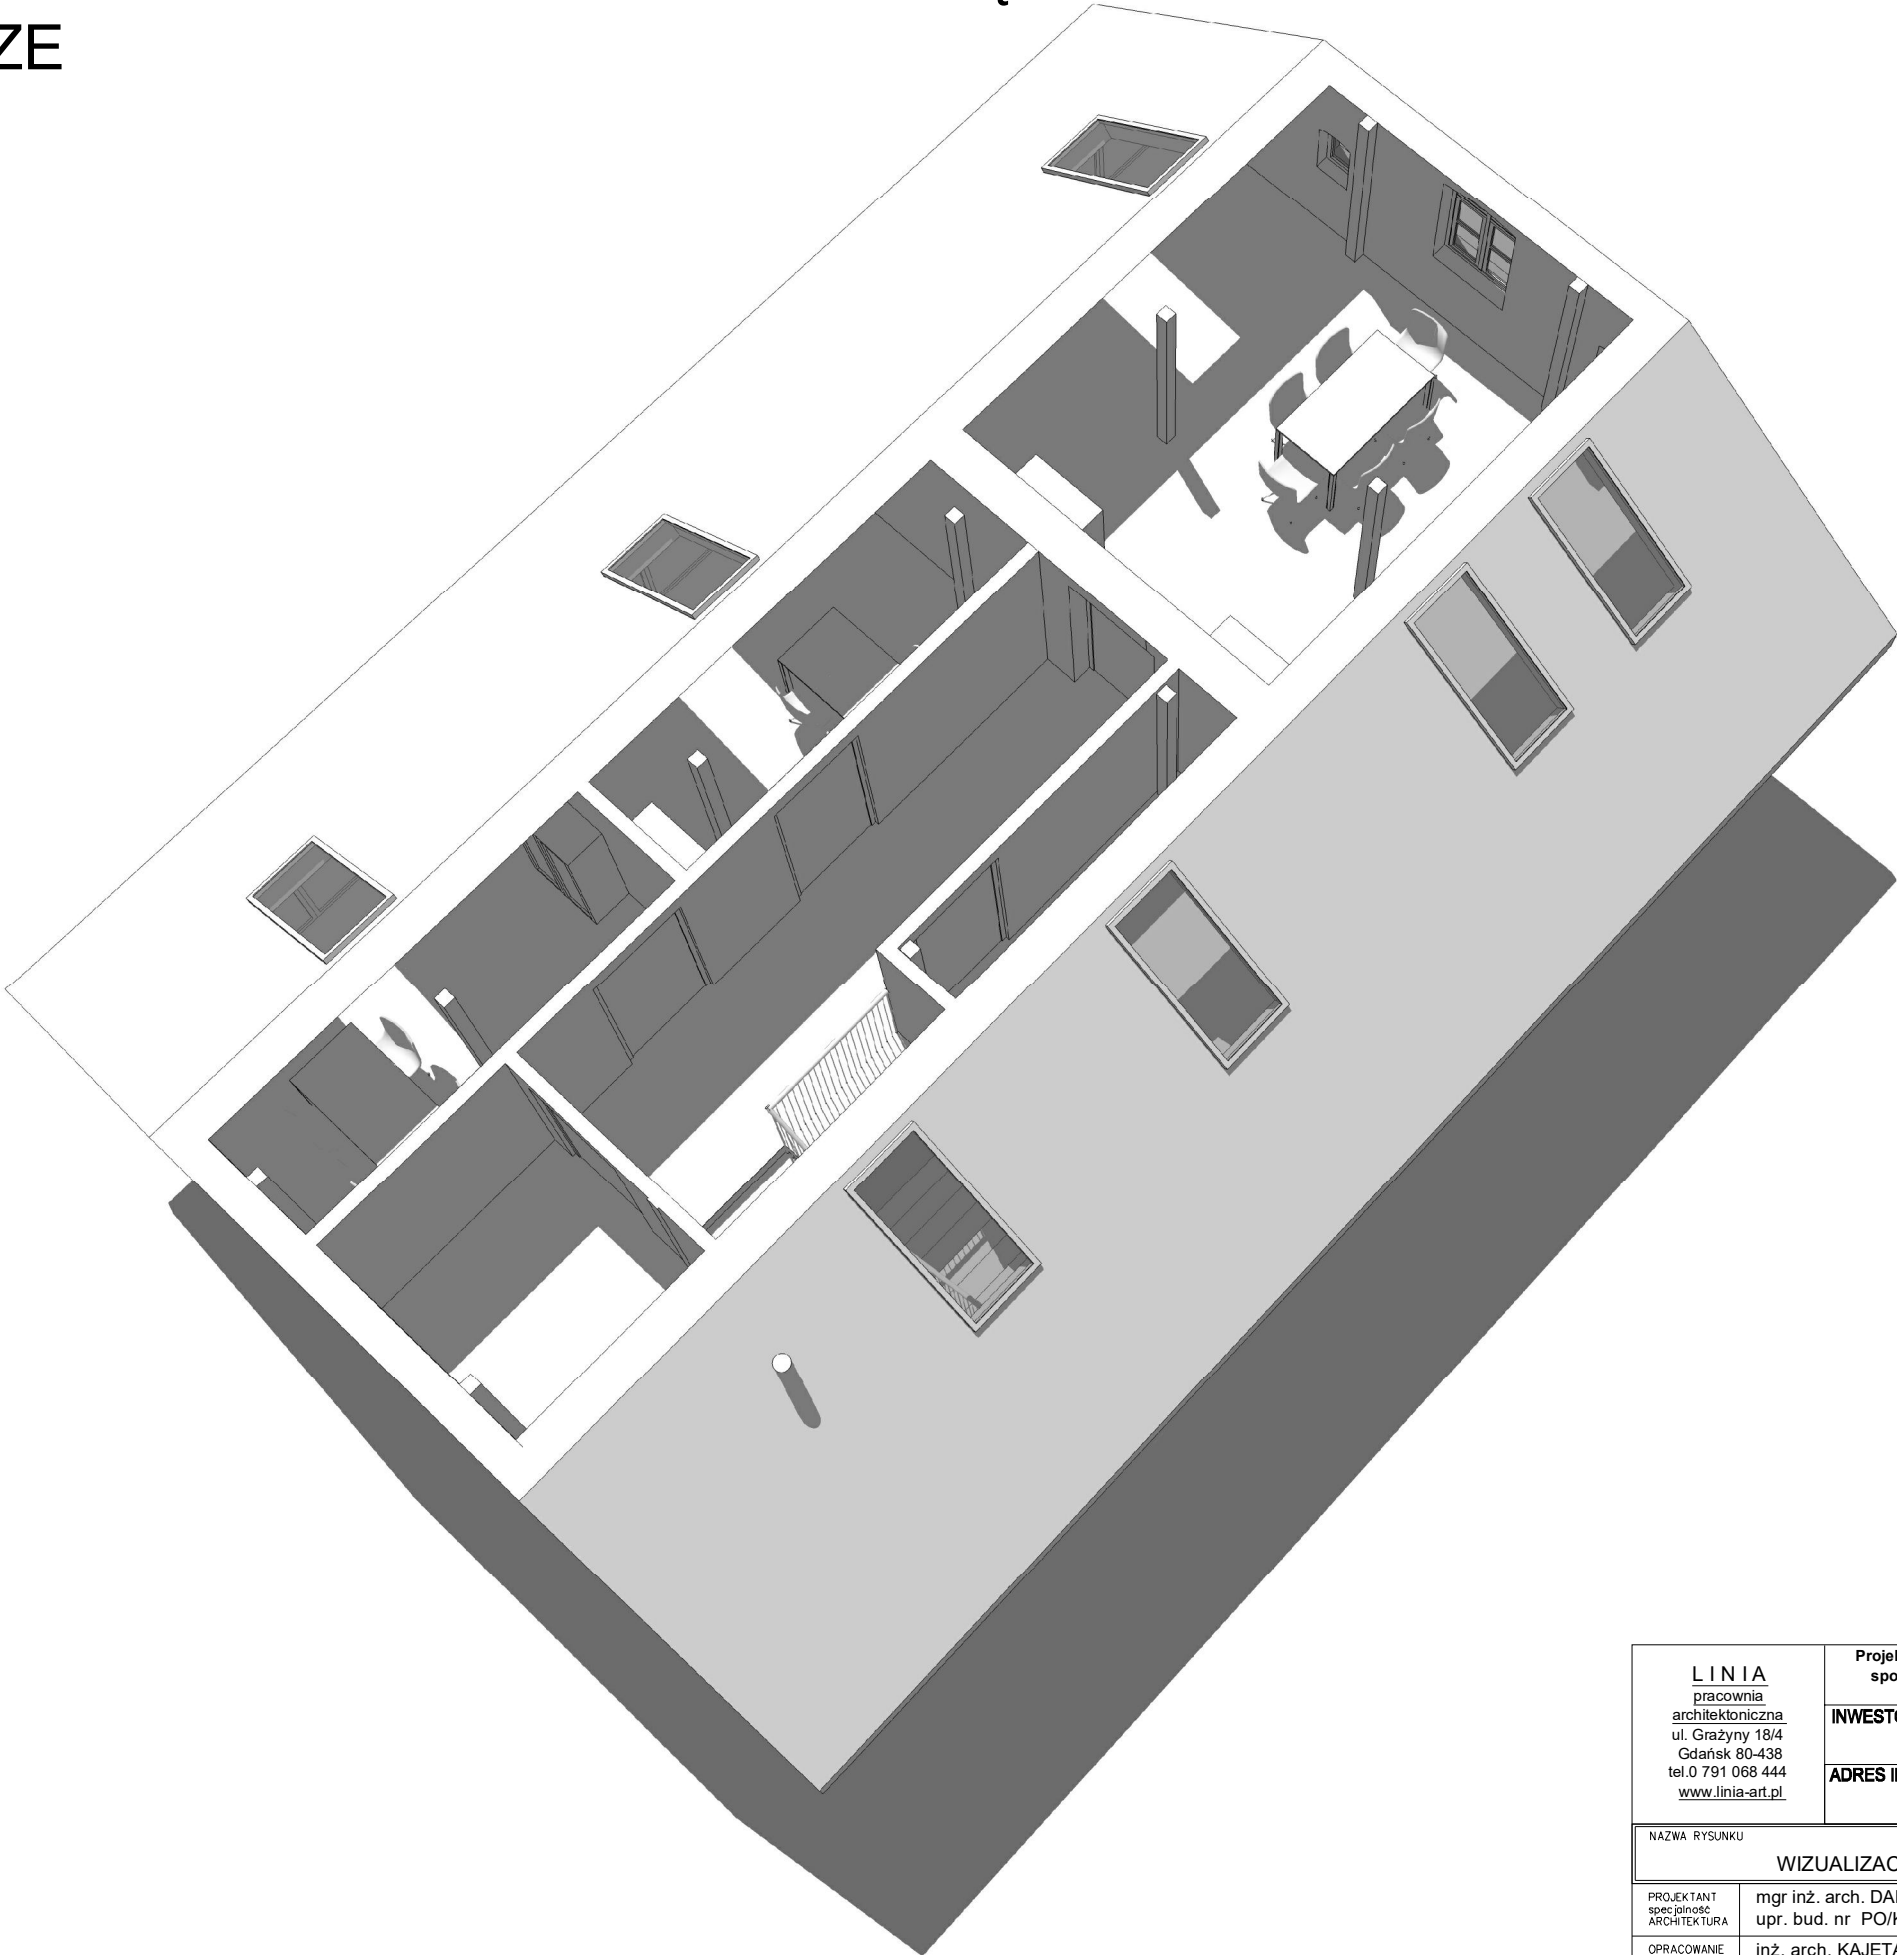 ZE
LINIA
pracownia
architektoniczna
ul. Grażyny 18/4
Gdańsk 80-438
tel.0 791 068 444
www.linia-art.pl
NAZWA RYSUNKU
PROJEKTANT
specjalność
ARCHITEKTURA
mgr inż. arch.
upr. bud. nr
OPRACOWANIE
inż. arch.
ADRES